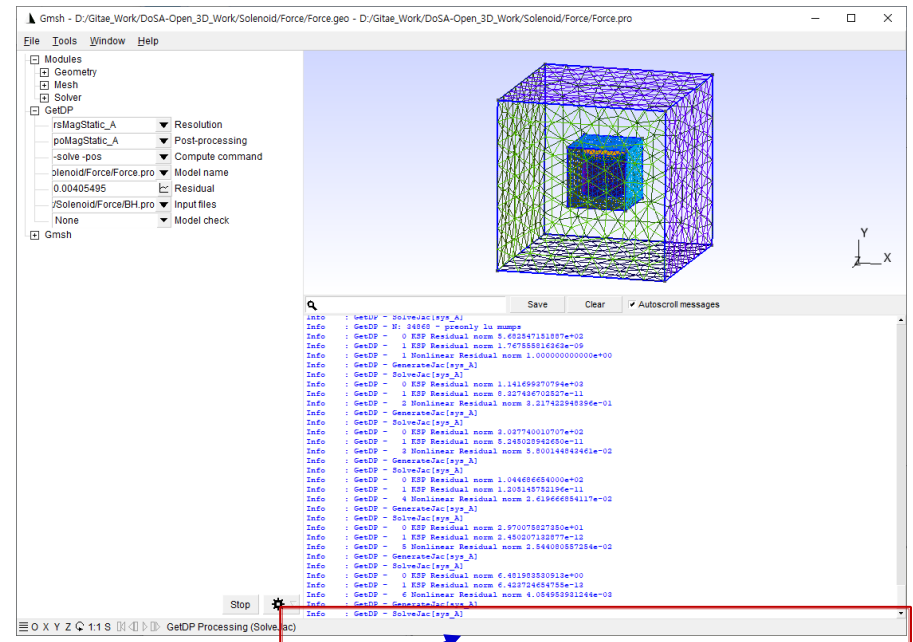 Gmsh - D:/Gitae_Work/DoSA-Open_3D_Work/Solenoid/Force/Force.geo - D:/Gitae_Work/DoSA-Open_3D_Work/Solenoid/Force/Force.pro
File Tools Window Help
Modules
Geometry
Mesh
Solver
GetDP
rsMagStatic_A Resolution
poMagStatic_A Post-processing
-solve -pos Compute command
olenoid/Force/Force.pro Model name
0.00405495 Residual
/Solenoid/Force/BH.pro Input files
None Model check
Gmsh
Y
Z X
Save Clear Autoscroll messages
Info : GetDP - SolveJac[sys_A]
Info : GetDP - N: 34868 - preonly lu mumps
Info : GetDP - 0 KSP Residual norm 5.682547151887e+02
Info : GetDP - 1 KSP Residual norm 1.767555816363e-09
Info : GetDP - 1 Nonlinear Residual norm 1.000000000000e+00
Info : GetDP - GenerateJac[sys_A]
Info : GetDP - SolveJac[sys_A]
Info : GetDP - 0 KSP Residual norm 1.141699370794e+03
Info : GetDP - 1 KSP Residual norm 8.327436702527e-11
Info : GetDP - 2 Nonlinear Residual norm 3.217422948396e-01
Info : GetDP - GenerateJac[sys_A]
Info : GetDP - SolveJac[sys_A]
Info : GetDP - 0 KSP Residual norm 3.037740010707e+02
Info : GetDP - 1 KSP Residual norm 5.245028942650e-11
Info : GetDP - 3 Nonlinear Residual norm 5.800144843461e-02
Info : GetDP - GenerateJac[sys_A]
Info : GetDP - SolveJac[sys_A]
Info : GetDP - 0 KSP Residual norm 1.044686654000e+02
Info : GetDP - 1 KSP Residual norm 1.205145752196e-11
Info : GetDP - 4 Nonlinear Residual norm 2.619666854117e-02
Info : GetDP - GenerateJac[sys_A]
Info : GetDP - SolveJac[sys_A]
Info : GetDP - 0 KSP Residual norm 2.970075827350e+01
Info : GetDP - 1 KSP Residual norm 2.450207132877e-12
Info : GetDP - 5 Nonlinear Residual norm 2.544080557254e-02
Info : GetDP - GenerateJac[sys_A]
Info : GetDP - SolveJac[sys_A]
Info : GetDP - 0 KSP Residual norm 6.481983530913e+00
Info : GetDP - 1 KSP Residual norm 6.423724654755e-13
Info : GetDP - 6 Nonlinear Residual norm 4.054953931244e-03
Info : GetDP - GenerateJac[sys_A]
Info : GetDP - SolveJac[sys_A]
Stop
O X Y Z 1:1 S GetDP Processing (SolveJac)